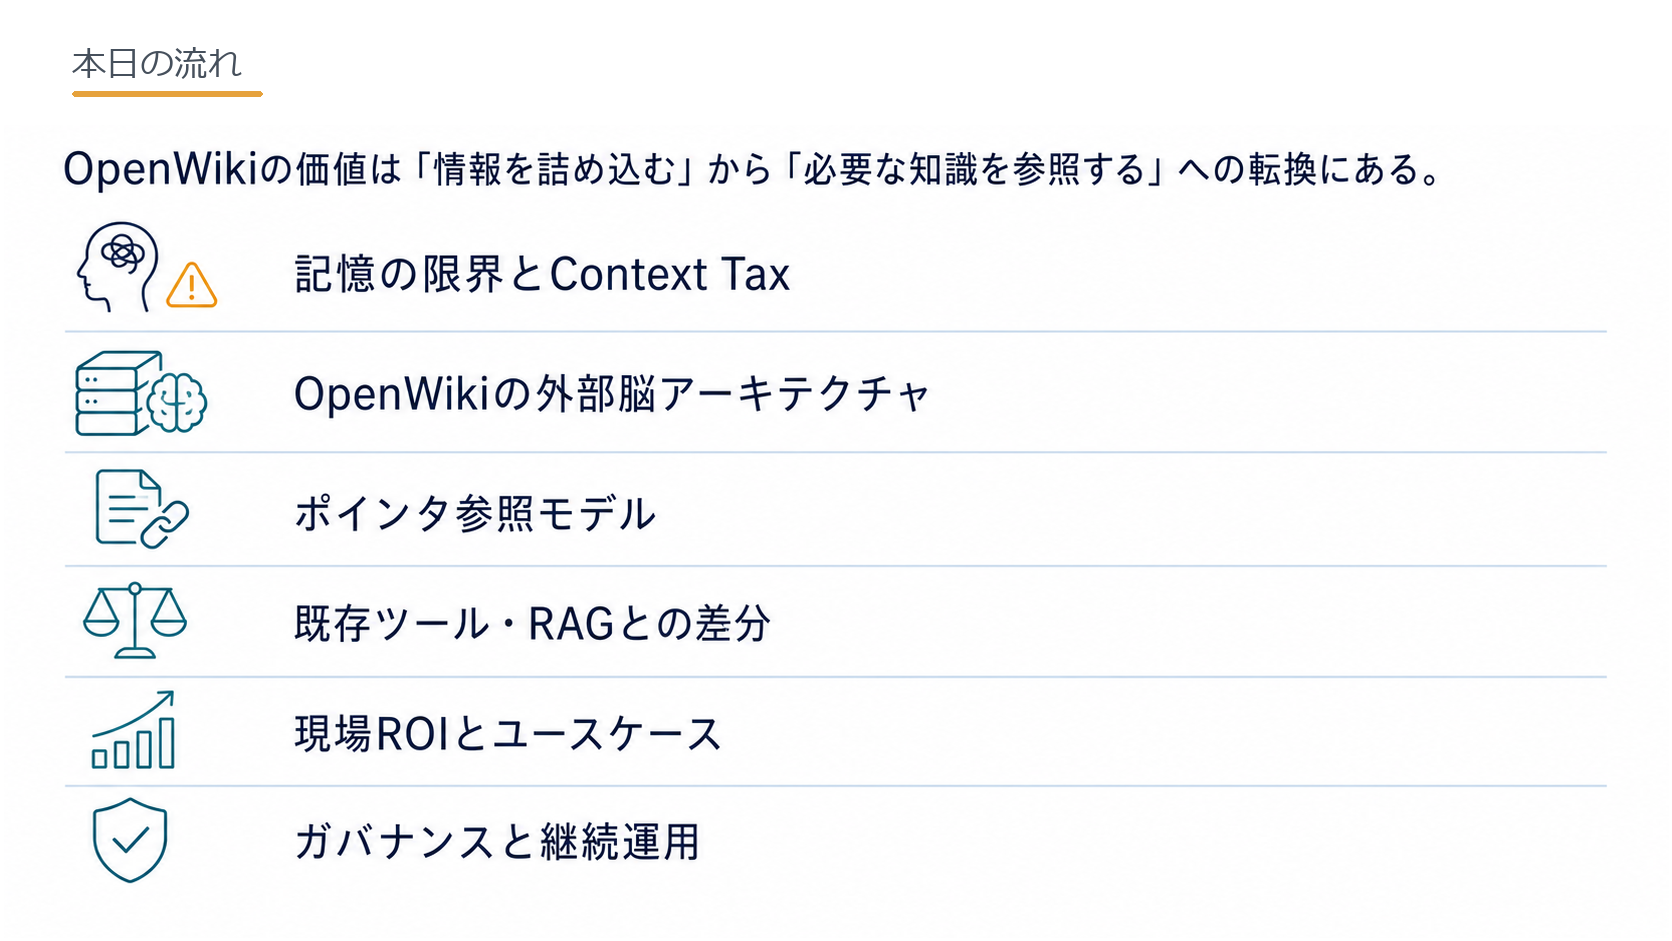 本日の流れ
OpenWikiの価値は「情報を詰め込む」から「必要な知識を参照する」への転換にある。
記憶の限界とContext Tax
OpenWikiの外部脳アーキテクチャ
ポインタ参照モデル
既存ツール・RAGとの差分
現場ROIとユースケース
ガバナンスと継続運用